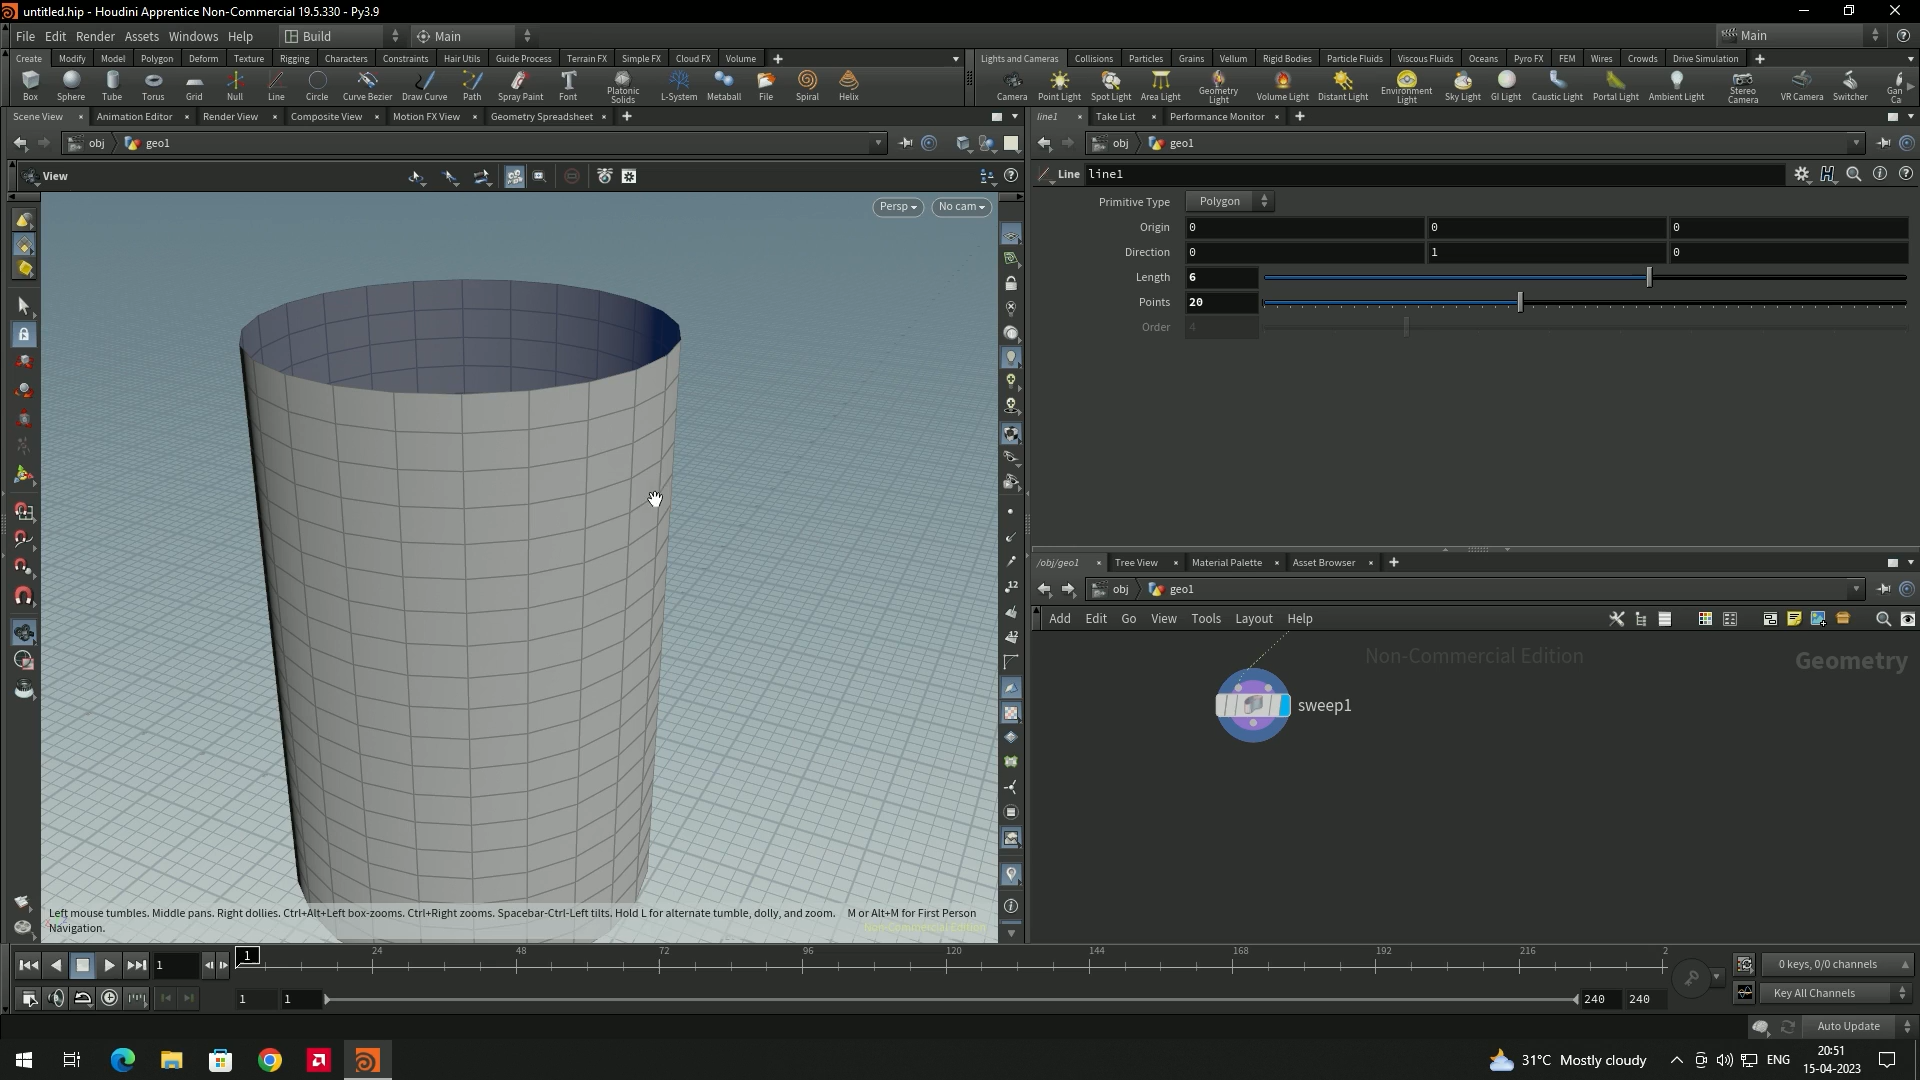 untitled.hip - Houdini Apprentice Non-Commercial 19.5.330 - Py3.9
File Edit Render Assets Windows Help Build Main Main
Create Modify Model Polygon Deform Texture Rigging Characters Constraints Hair Utils Guide Process Terrain FX Simple FX Cloud FX Volume
Lights and Cameras Collisions Particles Grains Vellum Rigid Bodies Particle Fluids Viscous Fluids Oceans Pyro FX FEM Wires Crowds Drive Simulation
Box Sphere Tube Torus Grid Null Line Circle Curve Bezier Draw Curve Path Spray Paint Font Platonic Solids L-System Metaball File Spiral Helix
Camera Point Light Spot Light Area Light Geometry Light Volume Light Distant Light Environment Light Sky Light GI Light Caustic Light Portal Light Ambient Light Stereo Camera VR Camera Switcher Gan Ca
Scene View Animation Editor Render View Composite View Motion FX View Geometry Spreadsheet
line1 Take List Performance Monitor
obj geo1
obj geo1
View
Line line1
Persp No cam
Primitive Type Polygon
Origin 0 0 0
Direction 0 1 0
Length 6
Points 20
Order 4
/obj/geo1 Tree View Material Palette Asset Browser
obj geo1
Add Edit Go View Tools Layout Help
Non-Commercial Edition
Geometry
sweep1
12
12
Left mouse tumbles. Middle pans. Right dollies. Ctrl+Alt+Left box-zooms. Ctrl+Right zooms. Spacebar-Ctrl-Left tilts. Hold L for alternate tumble, dolly, and zoom. M or Alt+M for First Person
Navigation.
Non-Commercial Edition
1 1 24 48 72 96 120 144 168 192 216 2
0 keys, 0/0 channels
1 1 240 240
Key All Channels
Auto Update
31°C Mostly cloudy
ENG
20:51
15-04-2023